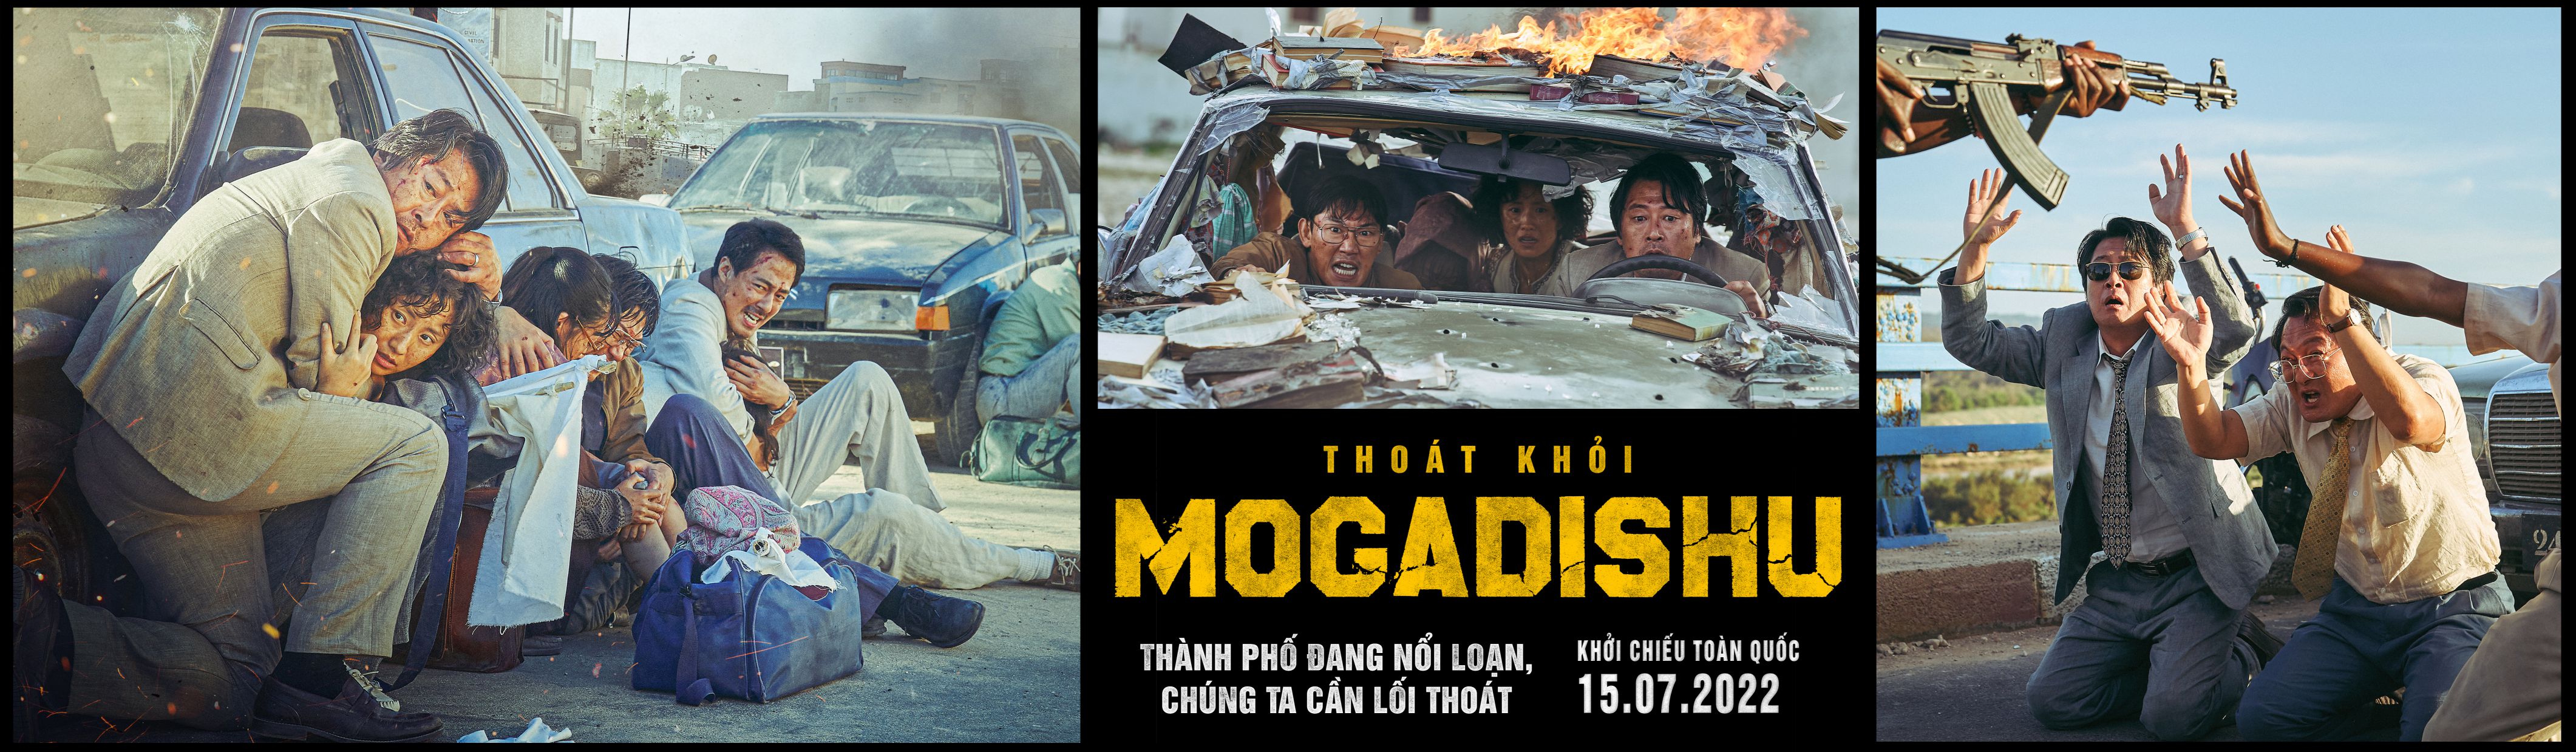 THOÁT KHỎI
MOGADISHU
THÀNH PHỐ ĐANG NỔI LOẠN,
CHÚNG TA CẦN LỐI THOÁT
KHỞI CHIẾU TOÀN QUỐC
15.07.2022